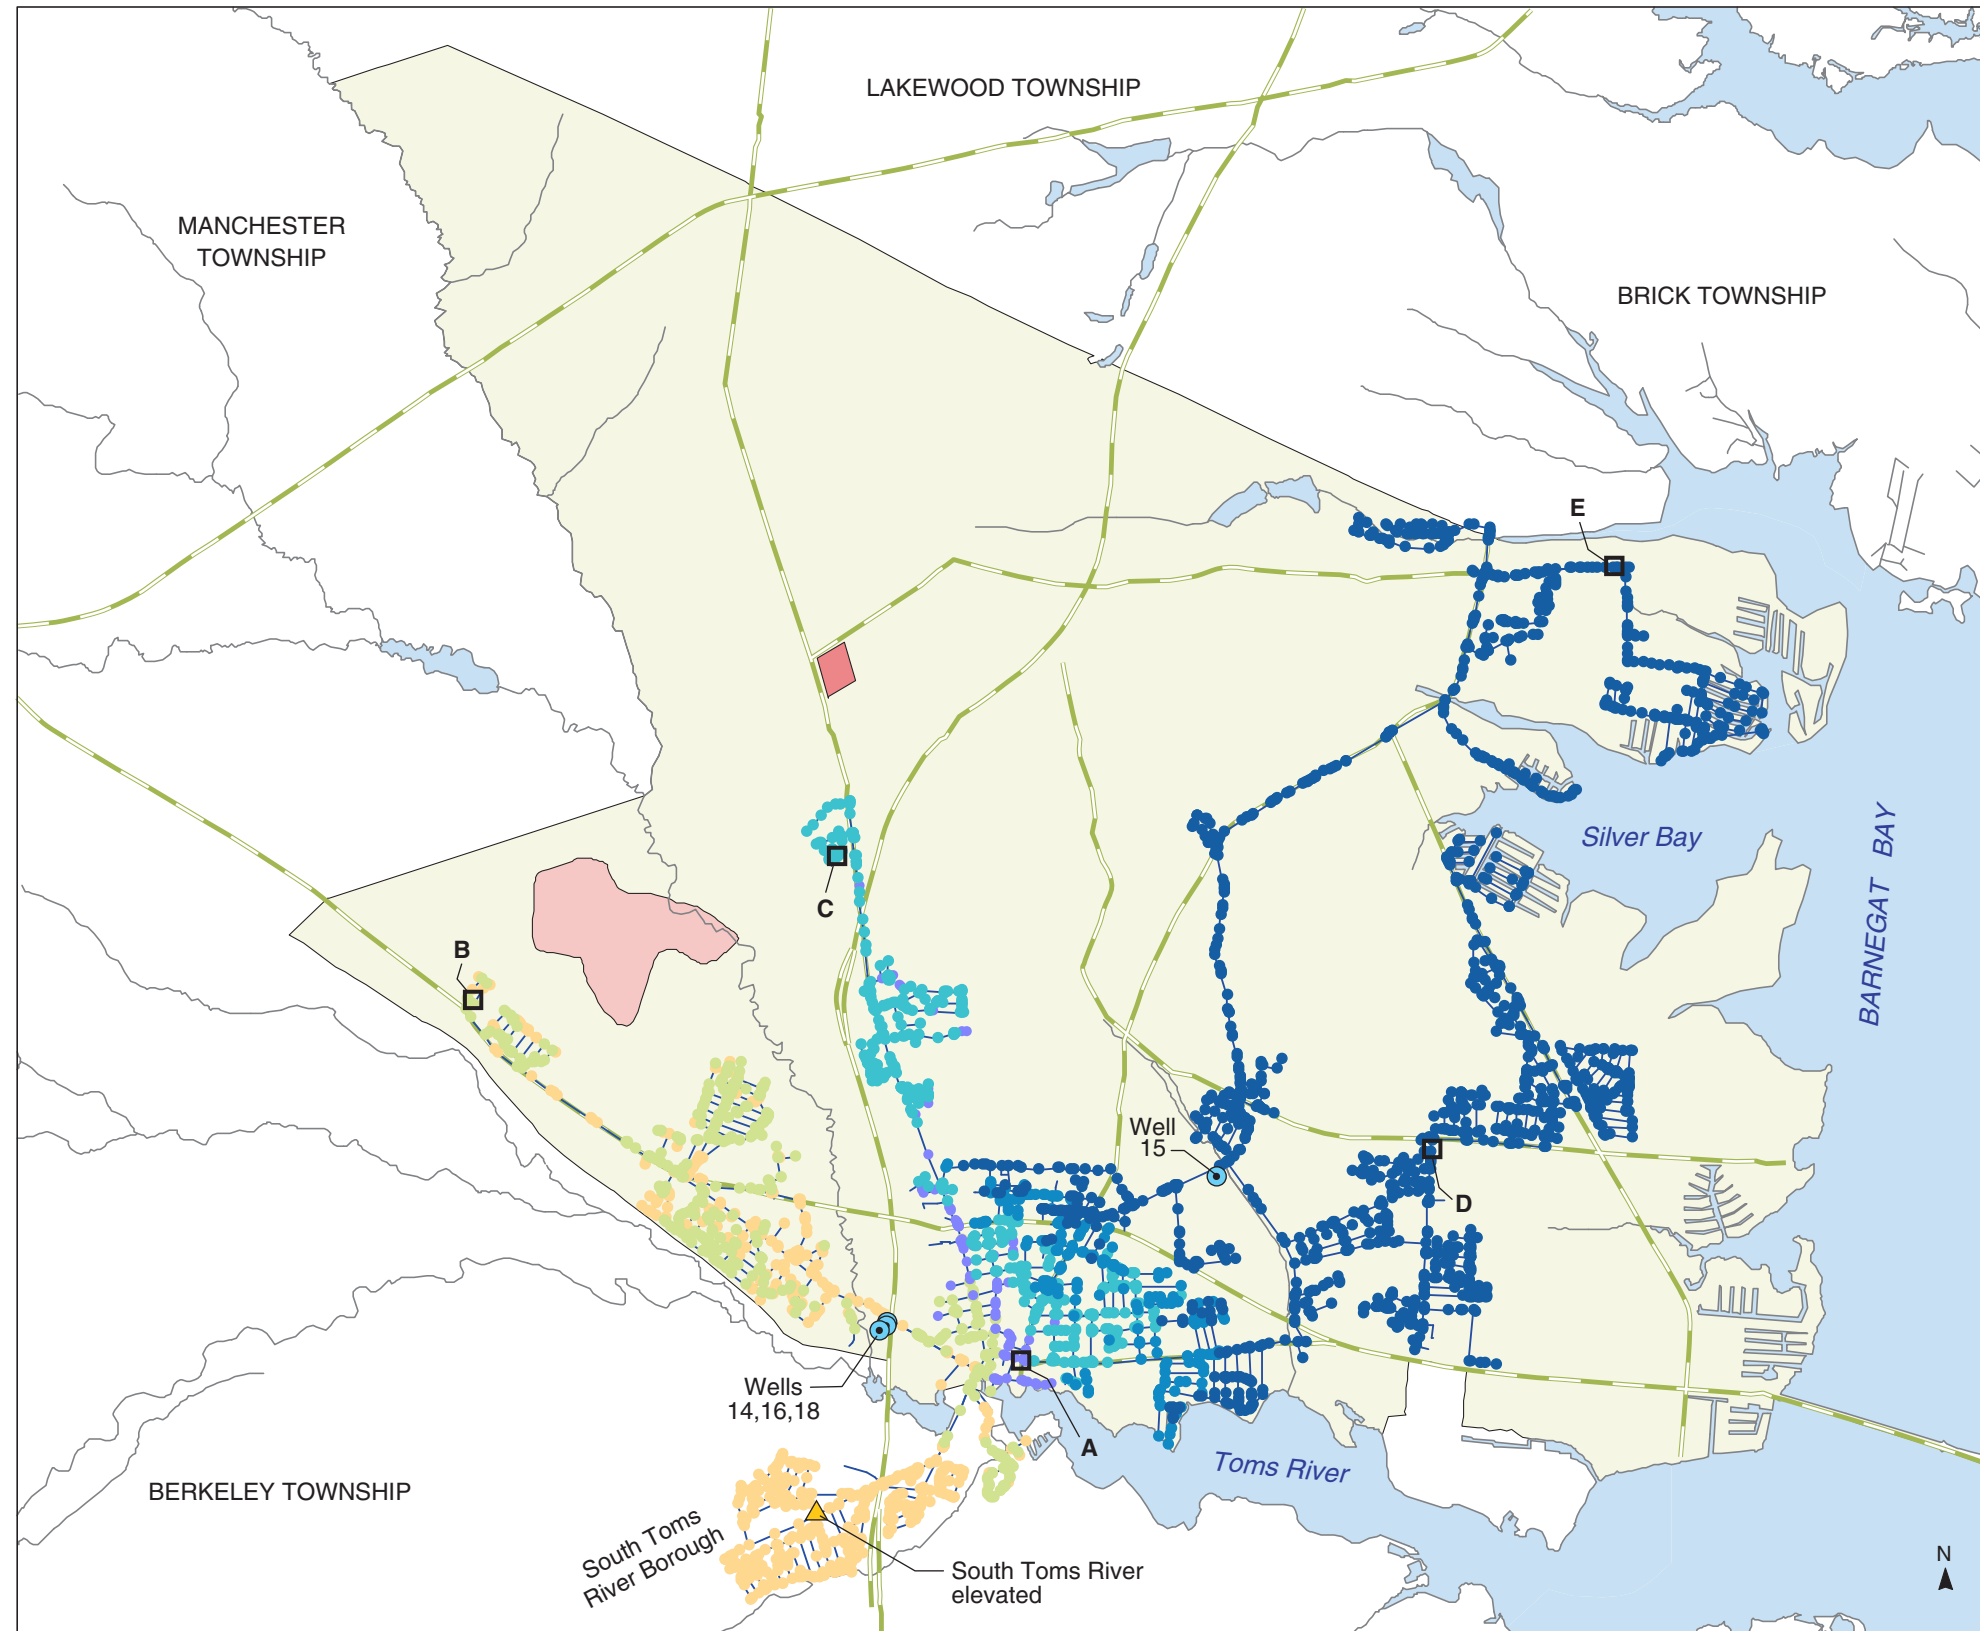 LAKEWOOD TOWNSHIP
MANCHESTER
TOWNSHIP
BRICK TOWNSHIP
E
Silver Bay
BARNEGAT BAY
C
B
Well
15
D
Wells
14,16,18
A
Toms River
BERKELEY TOWNSHIP
South Toms
River Borough
South Toms River
elevated
N